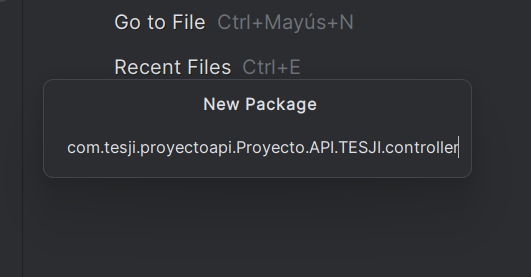 Go to File Ctrl+Mayús+N
Recent Files Ctrl+E
New Package
com.tesji.proyectoapi.Proyecto.API.TESJI.controller